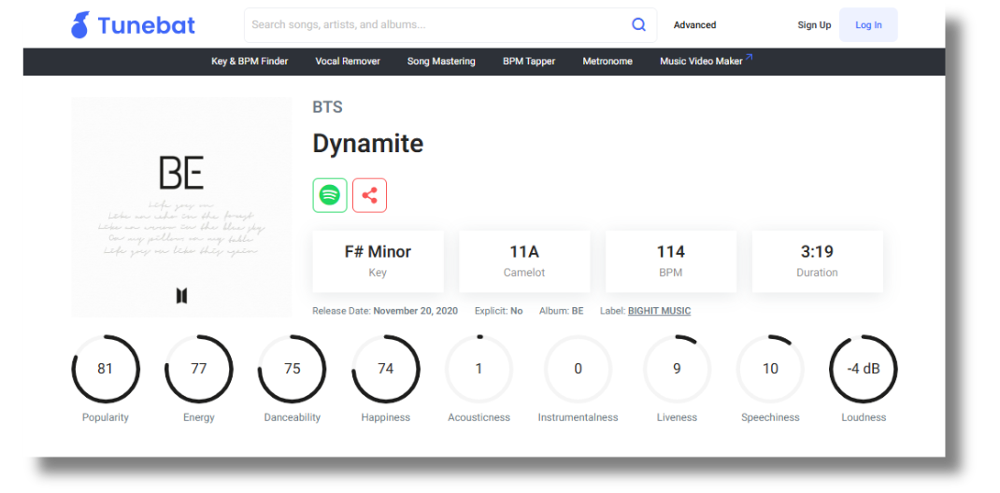 Tunebat
Search songs, artists, and albums...
Advanced
Sign Up
Log In
Key & BPM Finder
Vocal Remover
Song Mastering
BPM Tapper
Metronome
Music Video Maker
BE
Life goes on
Like an echo in the forest
Like an arrow in the blue sky
On my pillow on my table
Life goes on like this again
BTS
Dynamite
F# Minor
Key
11A
Camelot
114
BPM
3:19
Duration
Release Date: November 20, 2020
Explicit: No
Album: BE
Label: BIGHIT MUSIC
81
Popularity
77
Energy
75
Danceability
74
Happiness
1
Acousticness
0
Instrumentalness
9
Liveness
10
Speechiness
-4 dB
Loudness